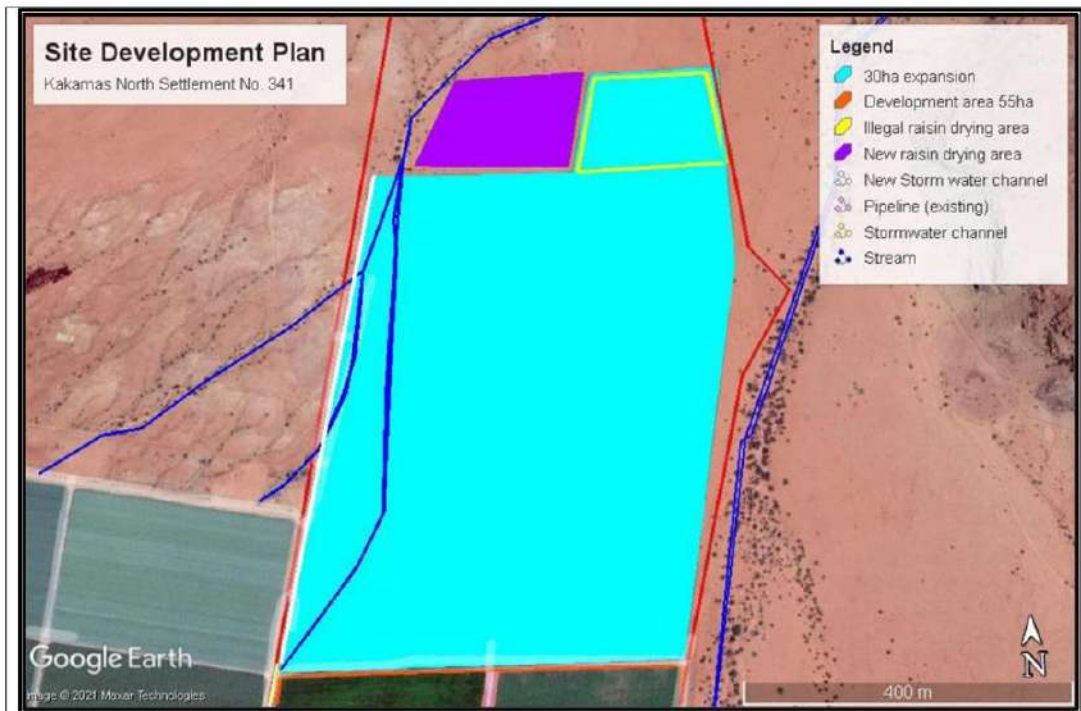 Site Development Plan
Kakamas North Settlement No. 341
Legend
30ha expansion
Development area 55ha
Illegal raisin drying area
New raisin drying area
New Storm water channel
Pipeline (existing)
Stormwater channel
Stream
Google Earth
Image © 2021 Maxar Technologies
N
400 m